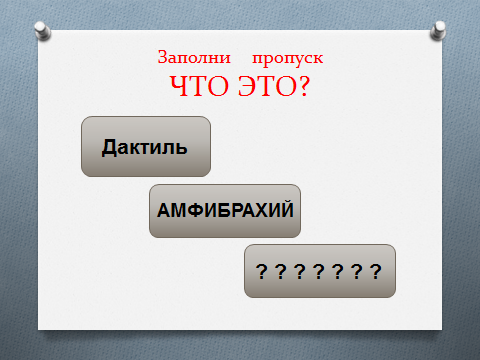 Заполни пропуск
ЧТО ЭТО?
Дактиль
АМФИБРАХИЙ
? ? ? ? ? ? ?